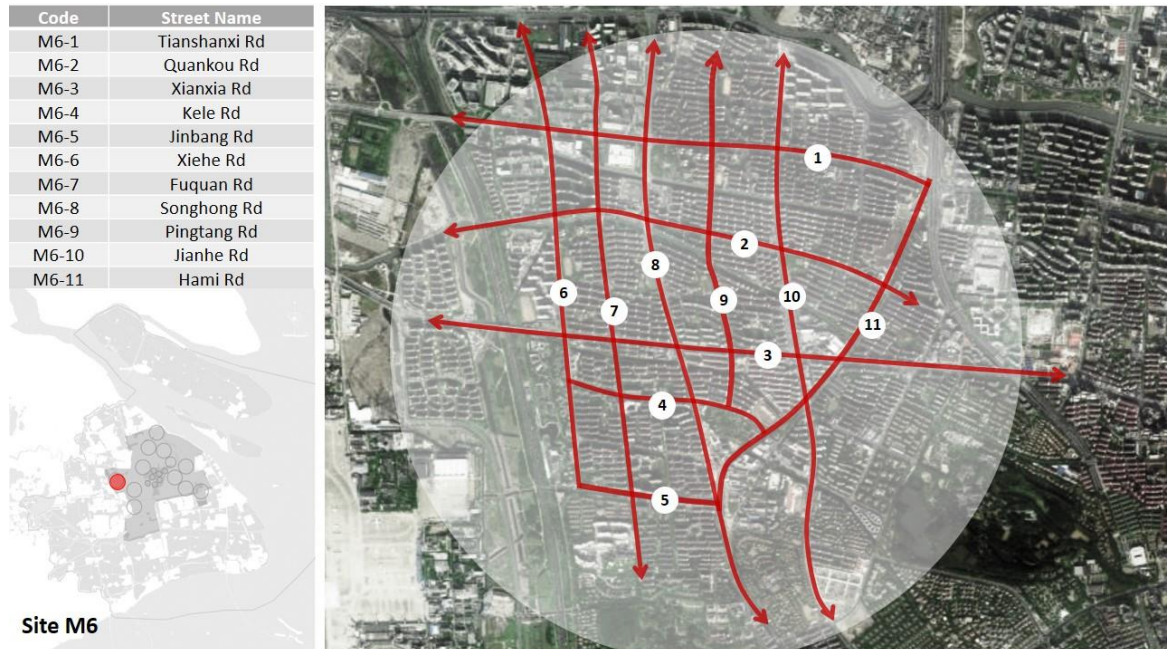 Code Street Name
M6-1 Tianshanxi Rd
M6-2 Quankou Rd
M6-3 Xianxia Rd
M6-4 Kele Rd
M6-5 Jinbang Rd
M6-6 Xiehe Rd
M6-7 Fuquan Rd
M6-8 Songhong Rd
M6-9 Pingtang Rd
M6-10 Jianhe Rd
M6-11 Hami Rd
Site M6
1
2
8
6
9
10
7
11
3
4
5